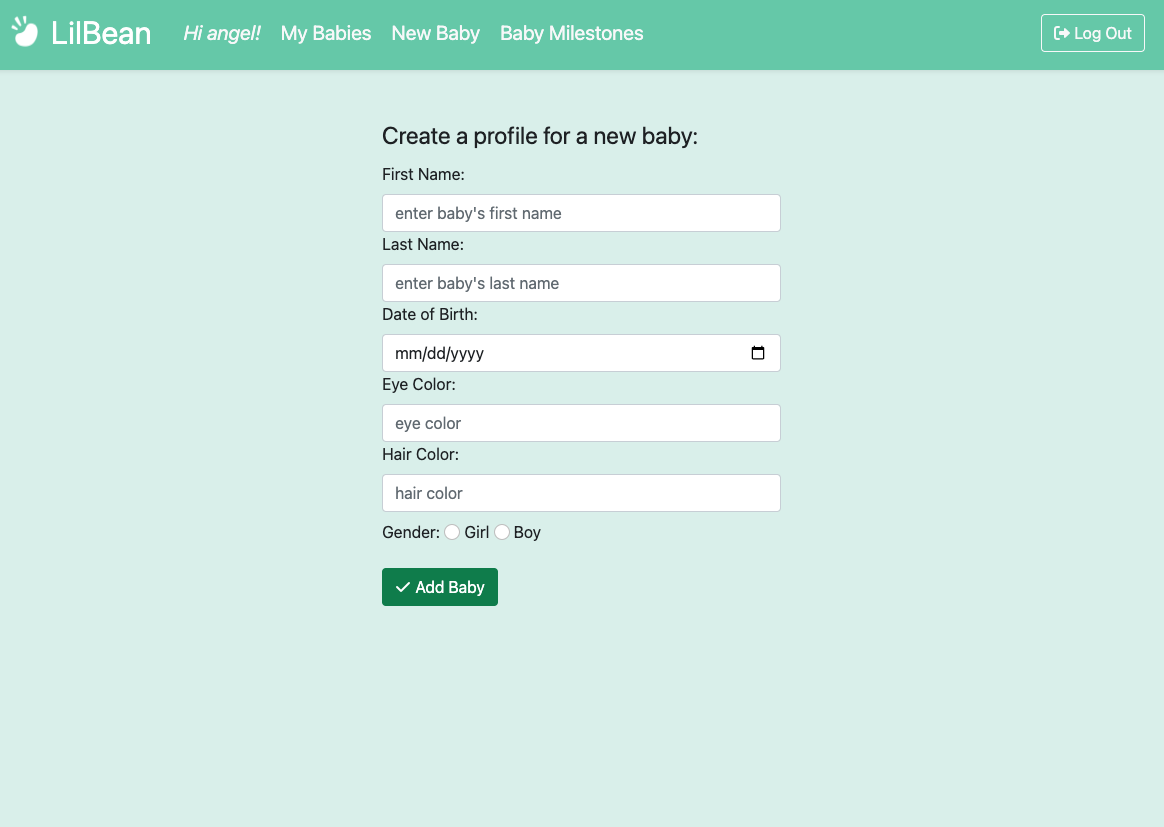 LilBean Hi angel! My Babies New Baby Baby Milestones Log Out
Create a profile for a new baby:
First Name:
enter baby's first name
Last Name:
enter baby's last name
Date of Birth:
mm/dd/yyyy
Eye Color:
eye color
Hair Color:
hair color
Gender: Girl Boy
Add Baby